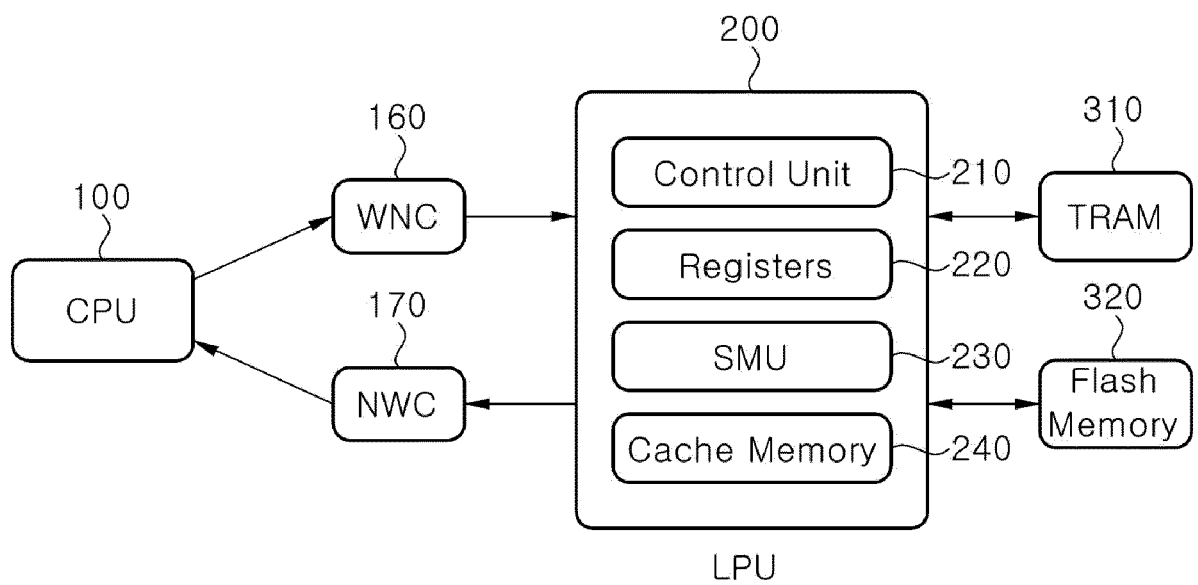 200
160
310
Control Unit
210
100
WNC
TRAM
Registers
220
CPU
170
320
SMU
230
NWC
Flash
Memory
Cache Memory
240
LPU